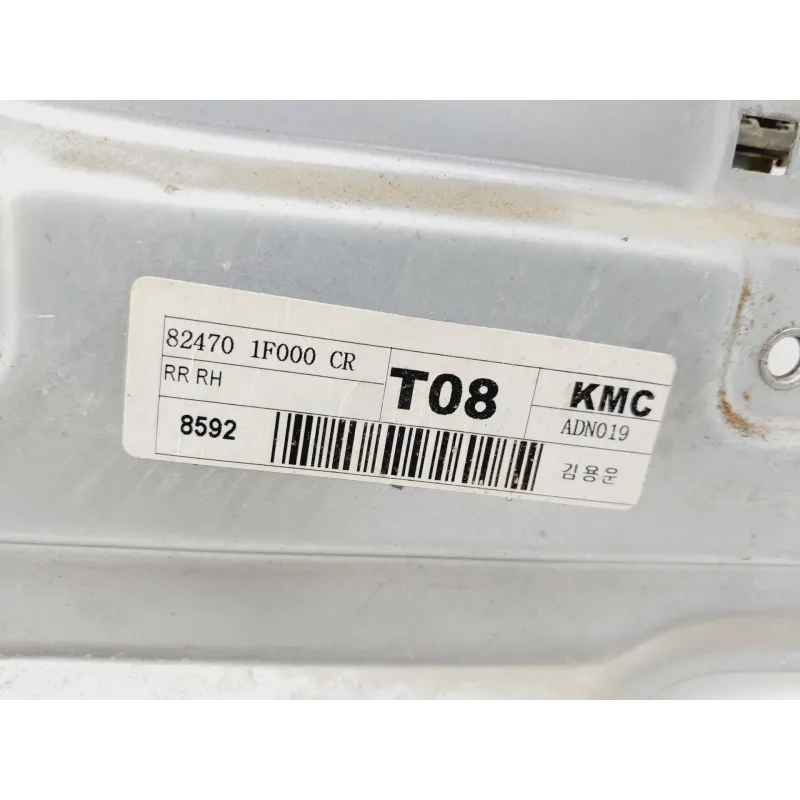 82470 1F000 CR
RR RH
8592
T08
KMC
ADN019
김용운